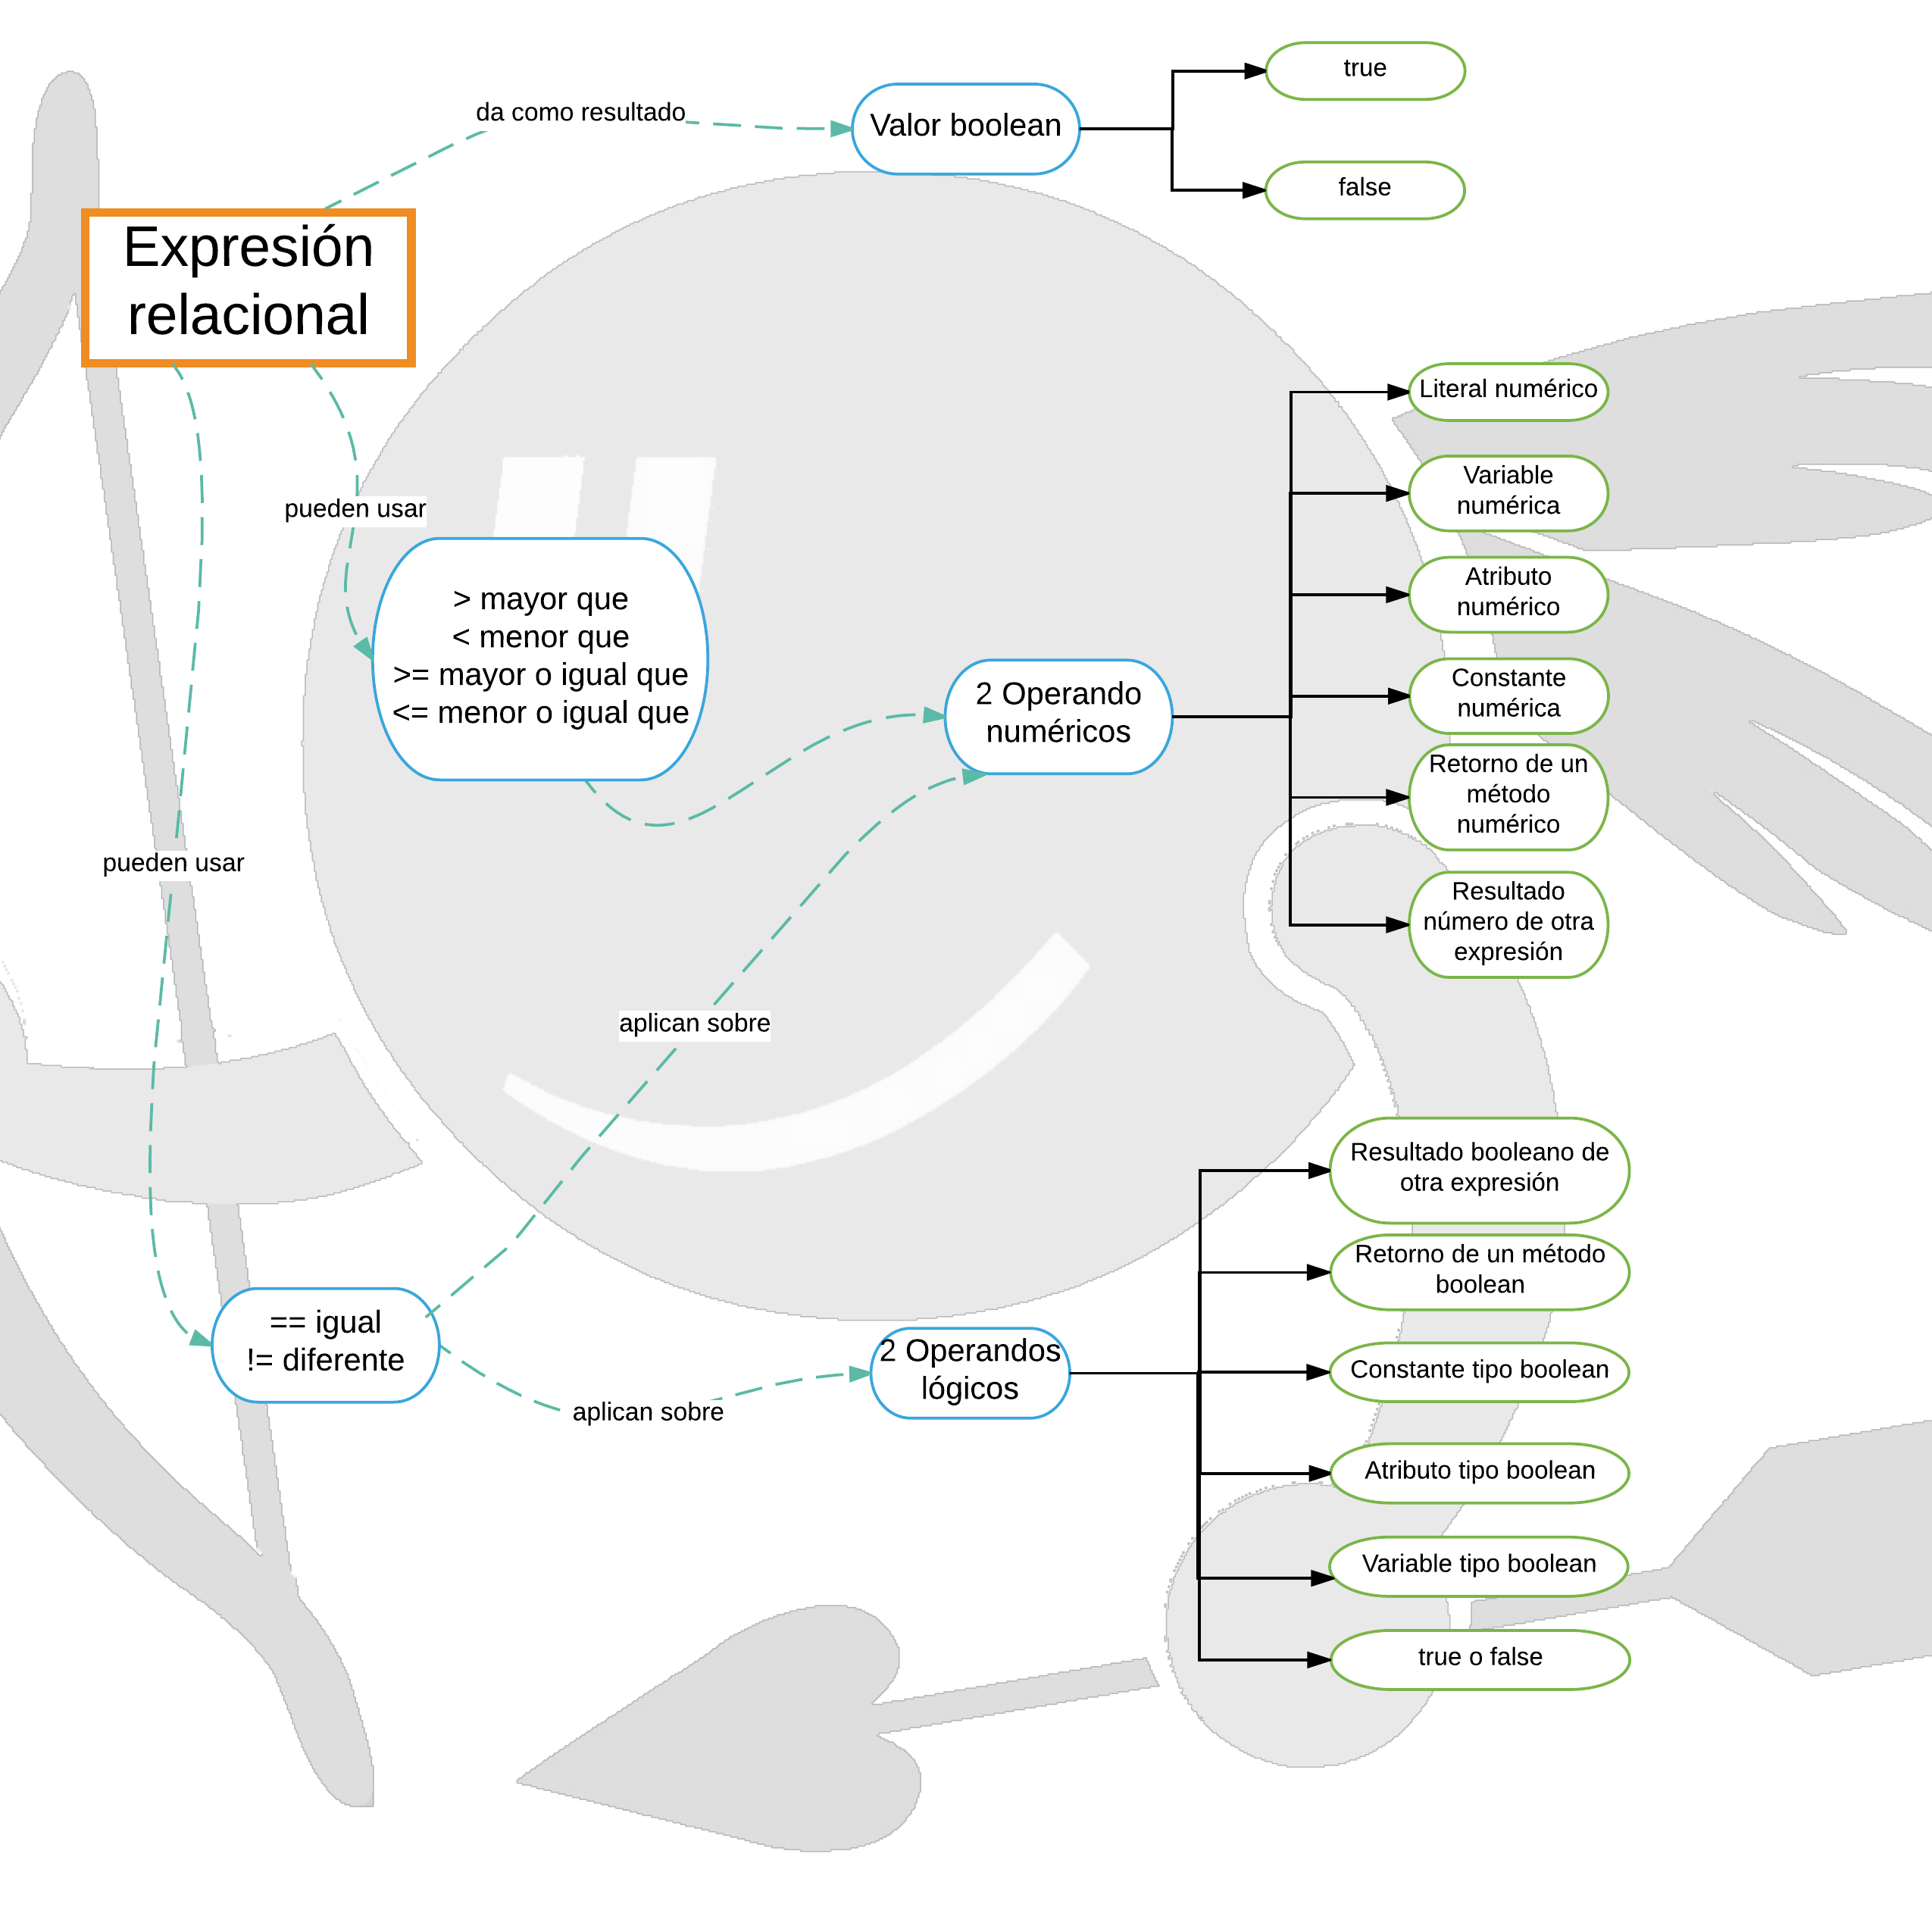 da como resultado
Valor boolean
true
false
Expresión
relacional
pueden usar
> mayor que
< menor que
>= mayor o igual que
<= menor o igual que
2 Operando
numéricos
Literal numérico
Variable
numérica
Atributo
numérico
Constante
numérica
Retorno de un
método
numérico
Resultado
número de otra
expresión
pueden usar
aplican sobre
== igual
!= diferente
aplican sobre
2 Operandos
lógicos
Resultado booleano de
otra expresión
Retorno de un método
boolean
Constante tipo boolean
Atributo tipo boolean
Variable tipo boolean
true o false